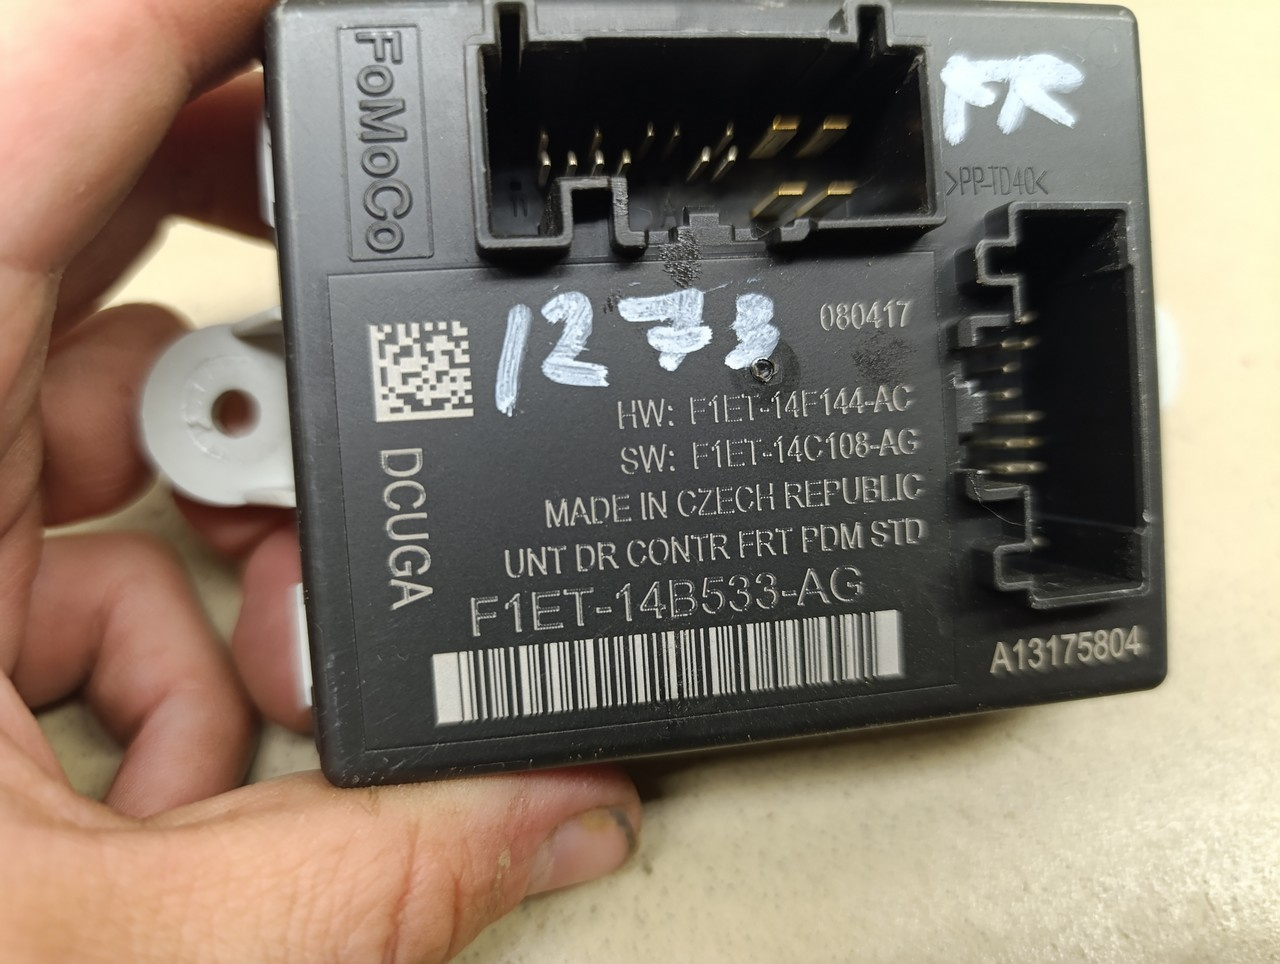 FoMoCo
FR
>PP-TD40<
1273
080417
HW: F1ET-14F144-AC
SW: F1ET-14C108-AG
MADE IN CZECH REPUBLIC
UNT DR CONTR FRT PDM STD
F1ET-14B533-AG
DCUGA
A13175804